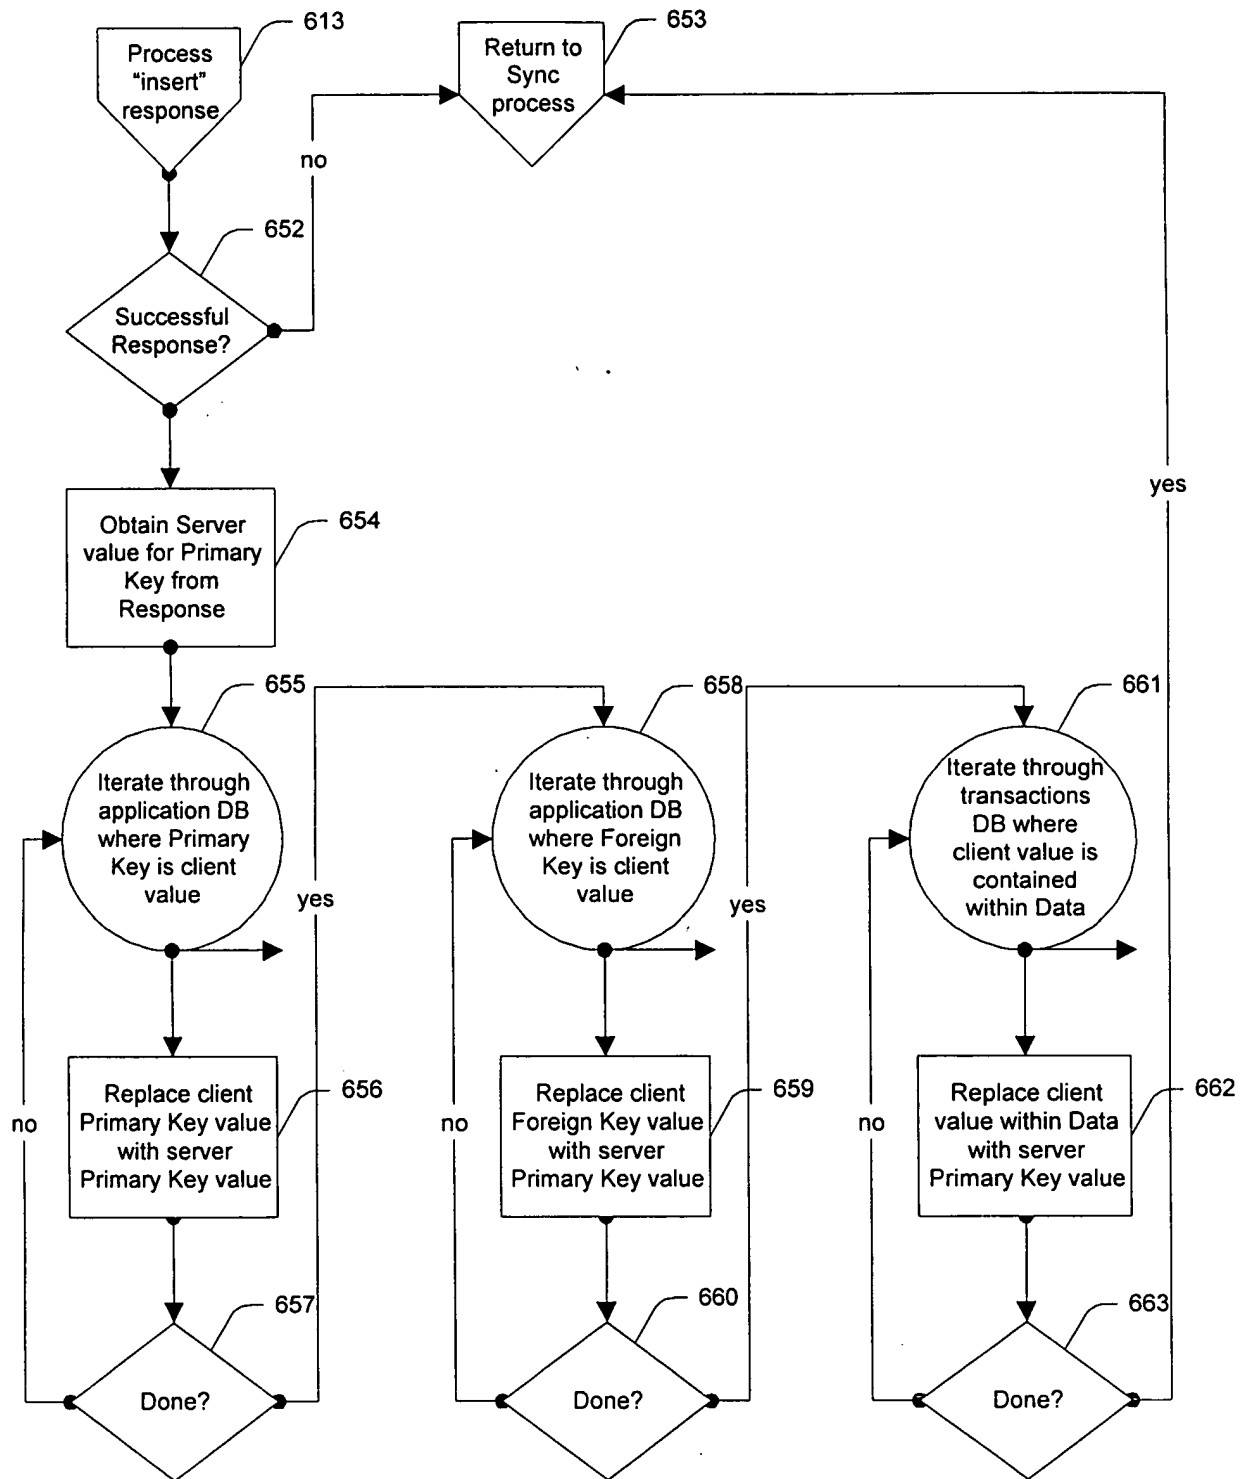 Process
“insert”
response
613
Return to
Sync
process
653
no
652
Successful
Response?
yes
Obtain Server
value for Primary
Key from
Response
654
655
658
661
Iterate through
application DB
where Primary
Key is client
value
yes
Iterate through
application DB
where Foreign
Key is client
value
yes
Iterate through
transactions
DB where
client value is
contained
within Data
no
Replace client
Primary Key value
with server
Primary Key value
656
no
Replace client
Foreign Key value
with server
Primary Key value
659
no
Replace client
value within Data
with server
Primary Key value
662
657
Done?
660
Done?
663
Done?